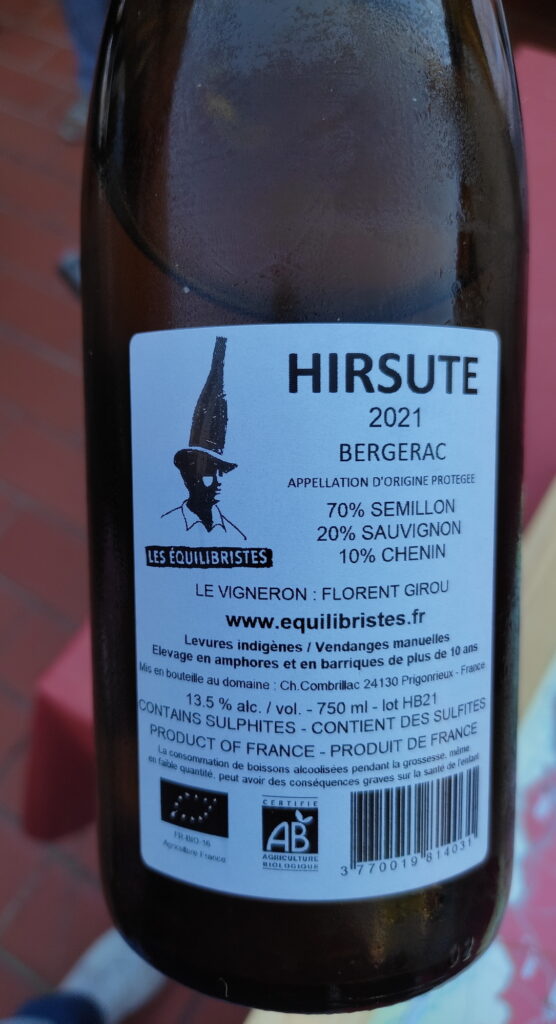 HIRSUTE
2021
BERGERAC
APPELLATION D'ORIGINE PROTEGEE
70% SEMILLON
20% SAUVIGNON
10% CHENIN
LES ÉQUILIBRISTES
LE VIGNERON : FLORENT GIROU
www.equilibristes.fr
Levures indigènes / Vendanges manuelles
Elevage en amphores et en barriques de plus de 10 ans
Mis en bouteille au domaine : Ch.Combrillac 24130 Prigonrieux - France
13.5 % alc. / vol. - 750 ml - lot HB21
CONTAINS SULPHITES - CONTIENT DES SULFITES
PRODUCT OF FRANCE - PRODUIT DE FRANCE
La consommation de boissons alcoolisées pendant la grossesse, même
en faible quantité, peut avoir des conséquences graves sur la santé de l'enfant
FR-BIO-16
Agriculture France
CERTIFIÉ
AB
AGRICULTURE
BIOLOGIQUE
3 770019 814031